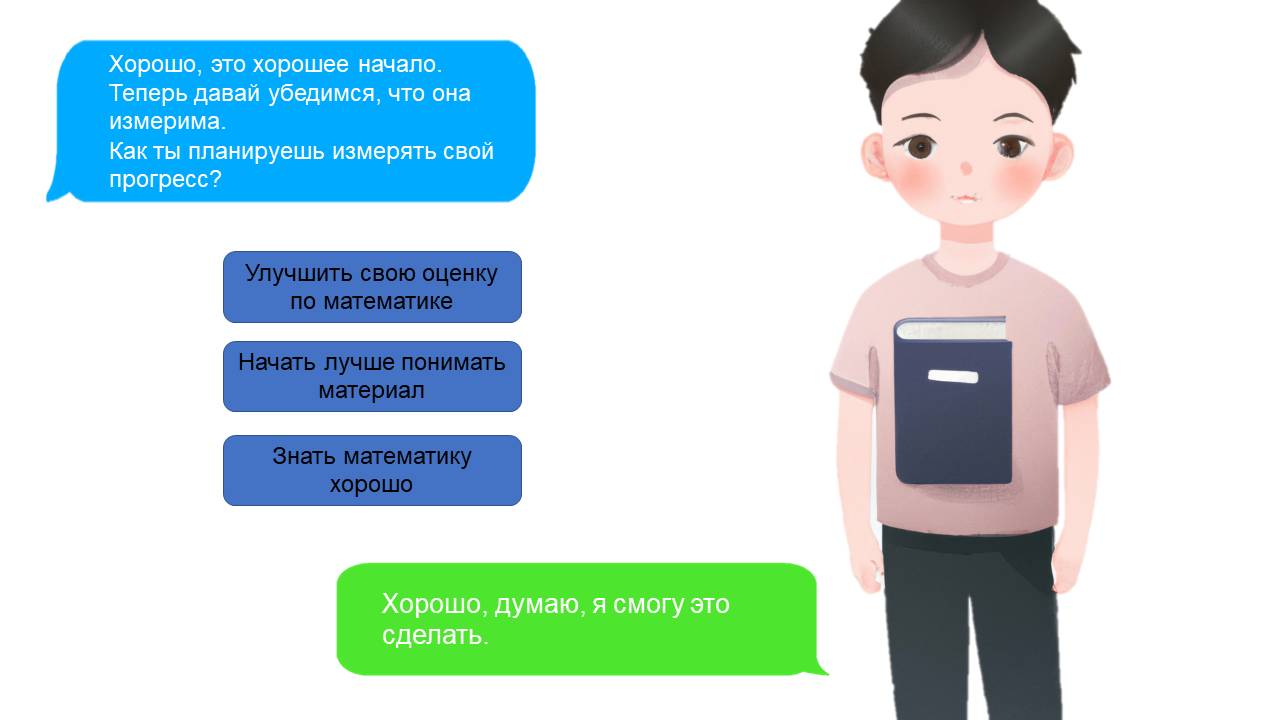 Хорошо, это хорошее начало.
Теперь давай убедимся, что она
измерима.
Как ты планируешь измерять свой
прогресс?
Улучшить свою оценку
по математике
Начать лучше понимать
материал
Знать математику
хорошо
Хорошо, думаю, я смогу это
сделать.